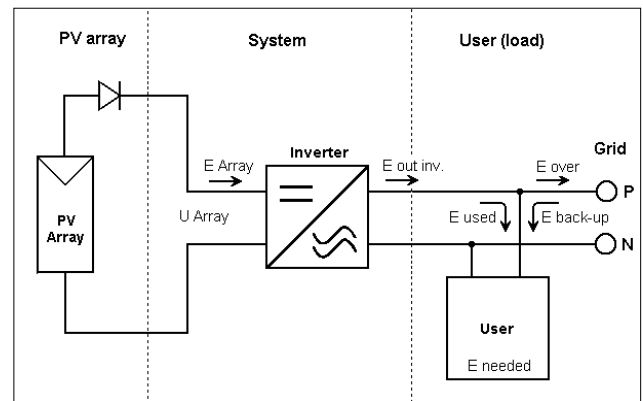 PV array
System
User (load)
E Array
Inverter
E out inv.
E over
Grid
P
PV
Array
U Array
E used
E back-up
N
User
E needed